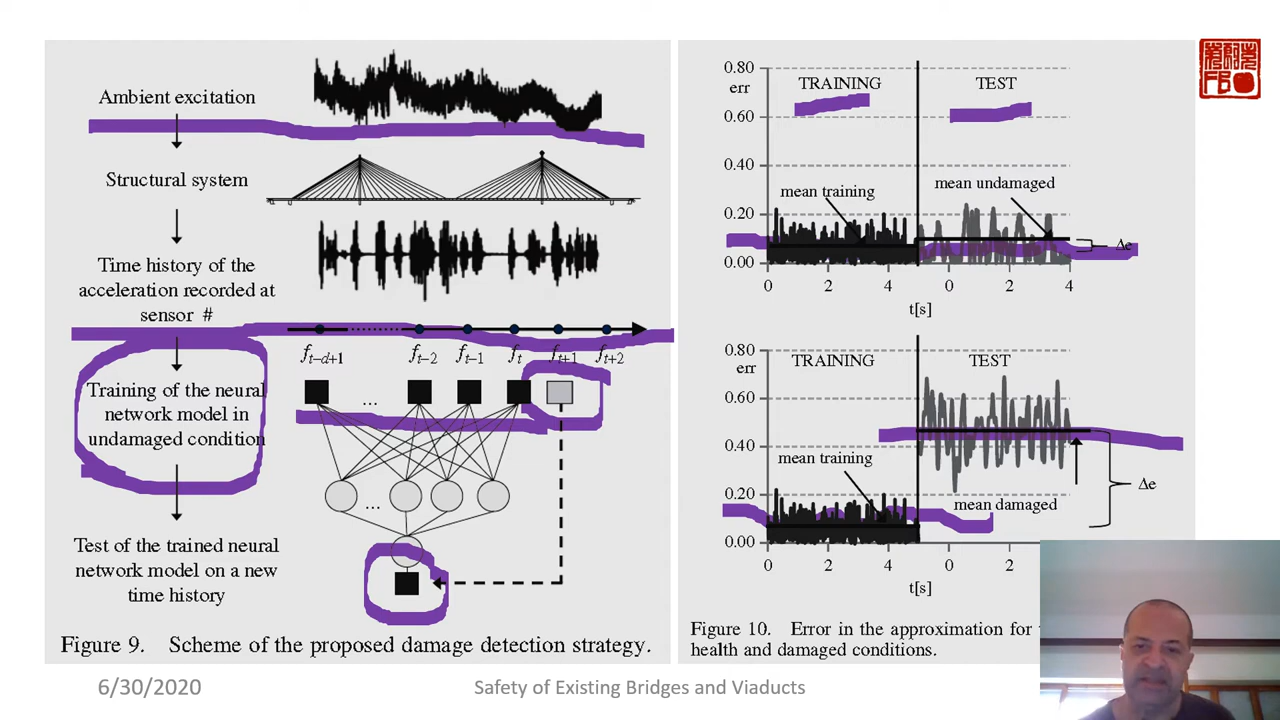 Ambient excitation
Structural system
Time history of the
acceleration recorded at
sensor #
f t−d+1
f t−2
f t−1
f t
f t+1
f t+2
Training of the neural
network model in
undamaged condition
...
...
Test of the trained neural
network model on a new
time history
Figure 9. Scheme of the proposed damage detection strategy.
0.80
err
TRAINING
TEST
0.60
0.40
mean training
mean undamaged
0.20
Δe
0.00
0
2
4
0
2
4
t[s]
0.80
err
TRAINING
TEST
0.60
0.40
mean training
Δe
0.20
mean damaged
0.00
0
2
4
0
2
t[s]
Figure 10. Error in the approximation for
health and damaged conditions.
6/30/2020
Safety of Existing Bridges and Viaducts